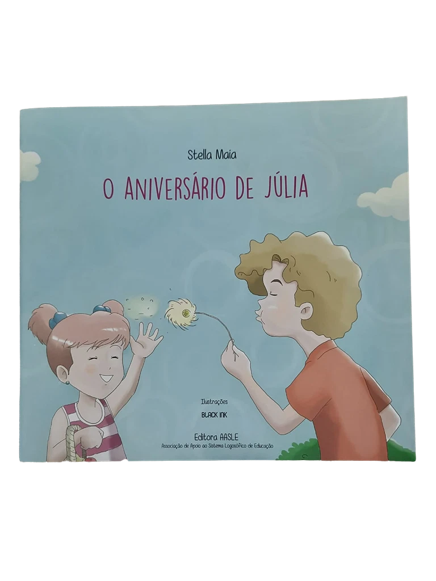 Stella Maia
O ANIVERSÁRIO DE JÚLIA
Ilustrações
BLACK INK
Editora AASLE
Associação de Apoio ao Sistema Logosófico de Educação